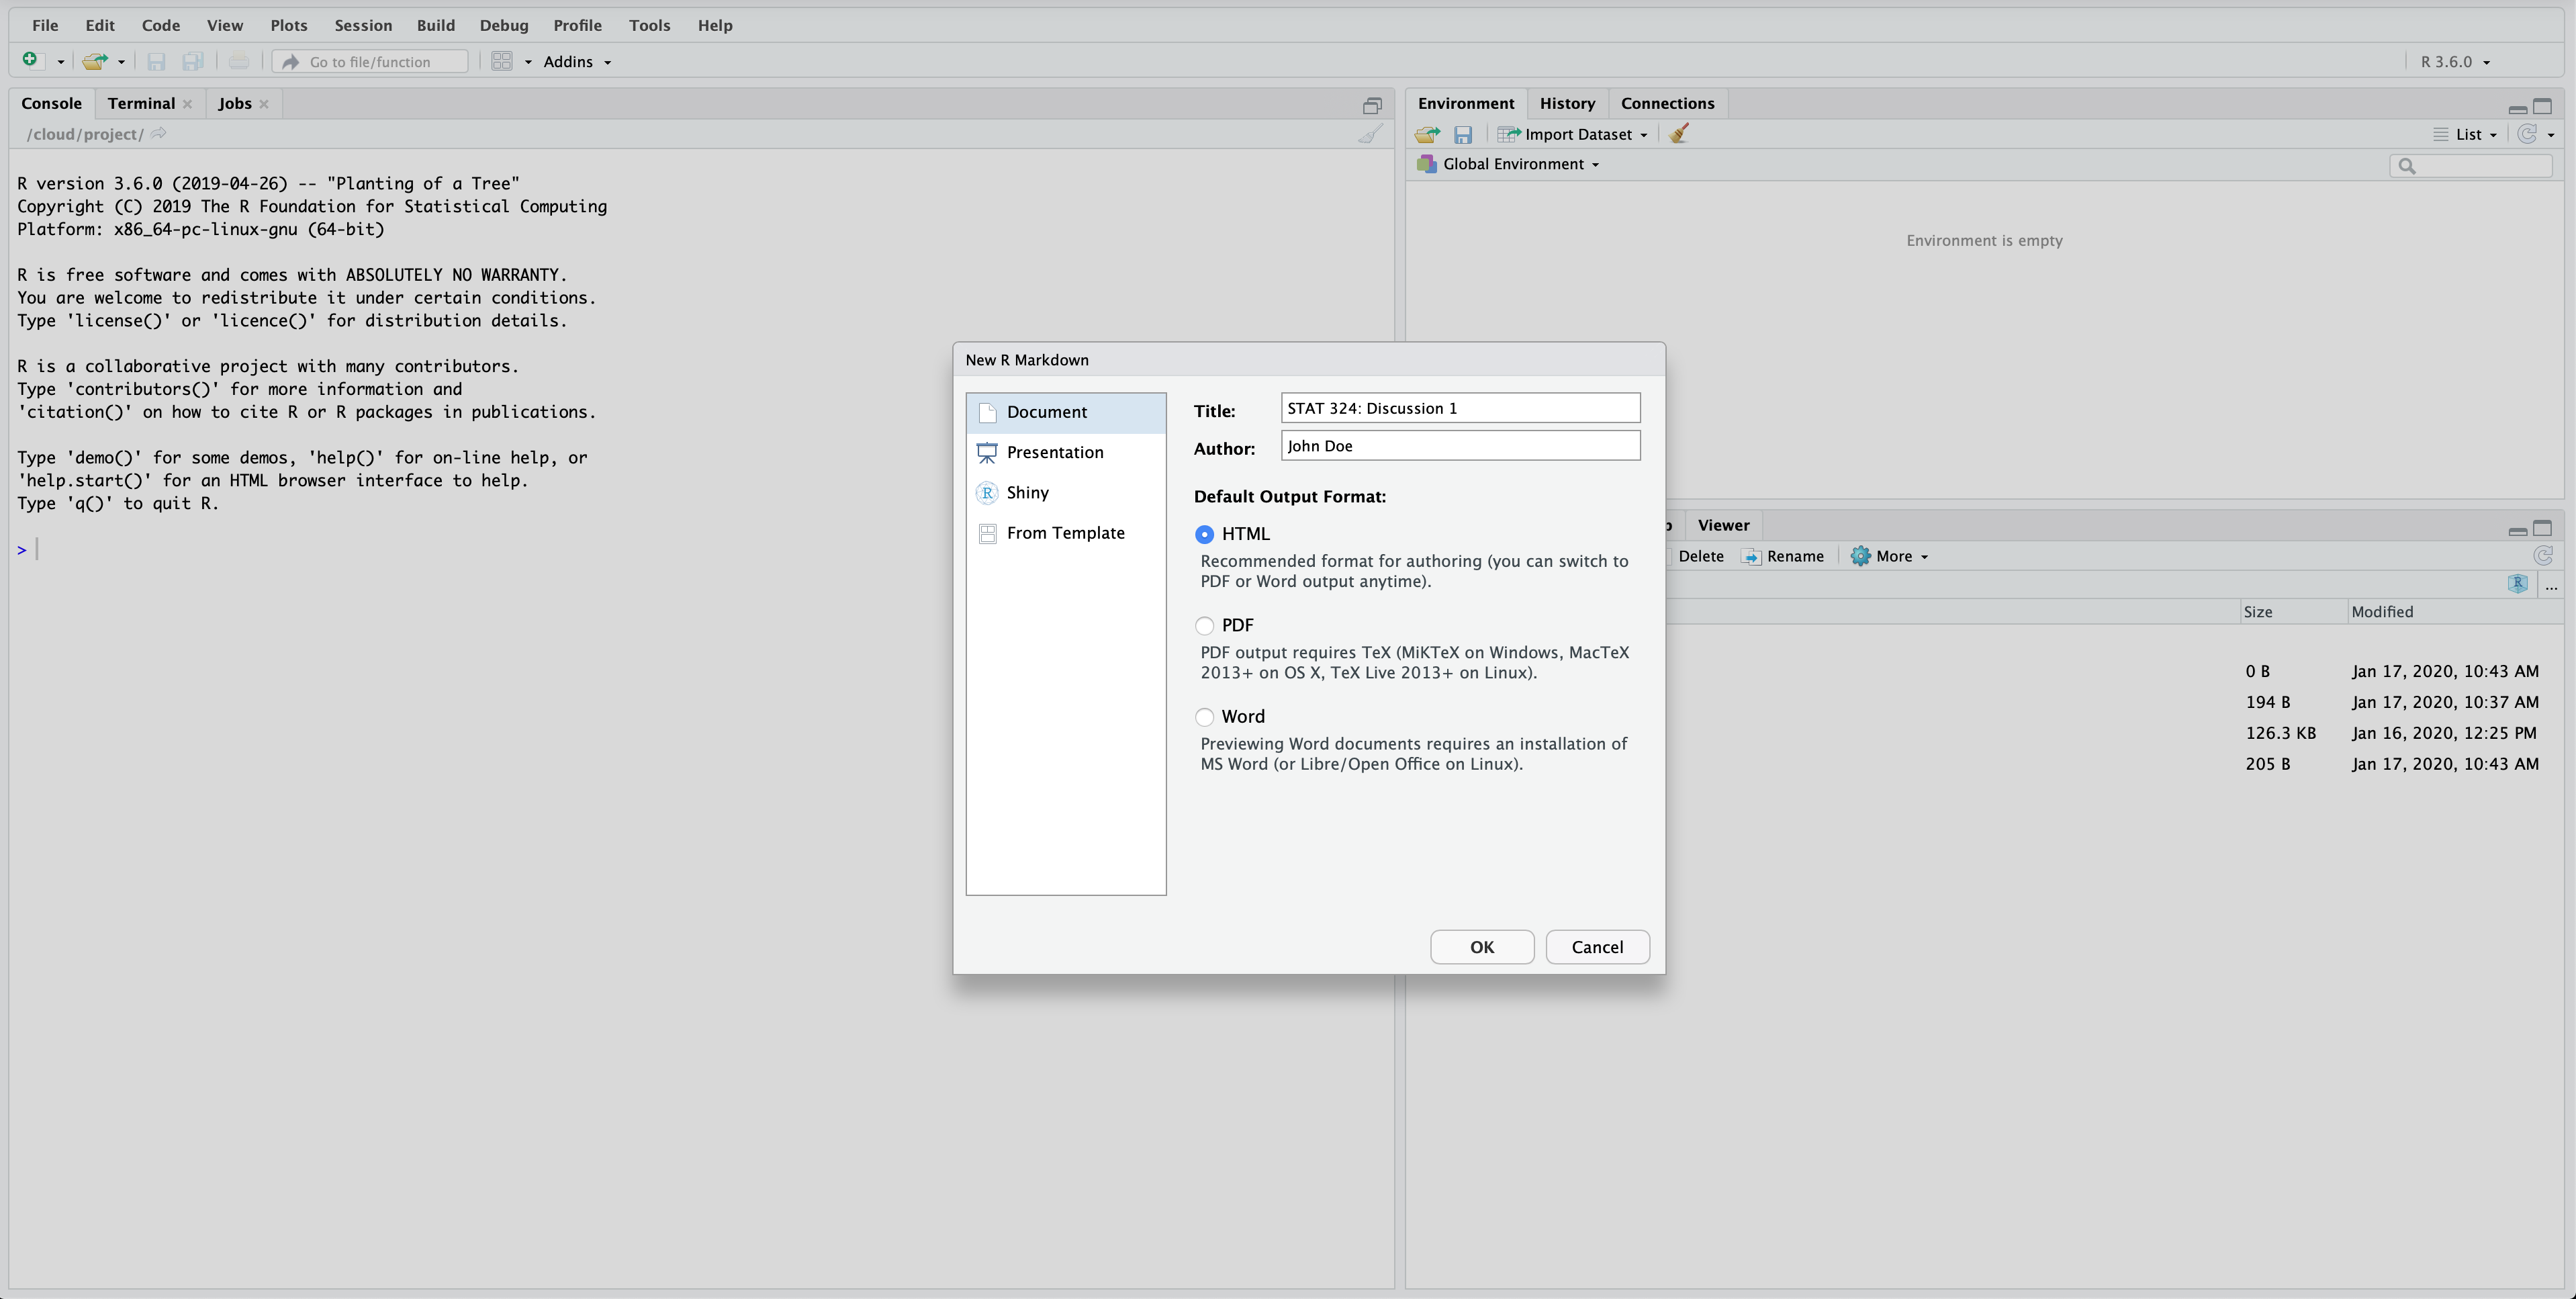 File Edit Code View Plots Session Build Debug Profile Tools Help
Go to file/function Addins R 3.6.0
Console Terminal Jobs
/cloud/project/
R version 3.6.0 (2019-04-26) -- "Planting of a Tree"
Copyright (C) 2019 The R Foundation for Statistical Computing
Platform: x86_64-pc-linux-gnu (64-bit)
R is free software and comes with ABSOLUTELY NO WARRANTY.
You are welcome to redistribute it under certain conditions.
Type 'license()' or 'licence()' for distribution details.
R is a collaborative project with many contributors.
Type 'contributors()' for more information and
'citation()' on how to cite R or R packages in publications.
Type 'demo()' for some demos, 'help()' for on-line help, or
'help.start()' for an HTML browser interface to help.
Type 'q()' to quit R.
>
Environment History Connections
Import Dataset List
Global Environment
Environment is empty
New R Markdown
Document
Presentation
Shiny
From Template
Title: STAT 324: Discussion 1
Author: John Doe
Default Output Format:
HTML
Recommended format for authoring (you can switch to
PDF or Word output anytime).
PDF
PDF output requires TeX (MiKTeX on Windows, MacTeX
2013+ on OS X, TeX Live 2013+ on Linux).
Word
Previewing Word documents requires an installation of
MS Word (or Libre/Open Office on Linux).
OK Cancel
Viewer
Delete Rename More
R ...
Size Modified
0 B Jan 17, 2020, 10:43 AM
194 B Jan 17, 2020, 10:37 AM
126.3 KB Jan 16, 2020, 12:25 PM
205 B Jan 17, 2020, 10:43 AM